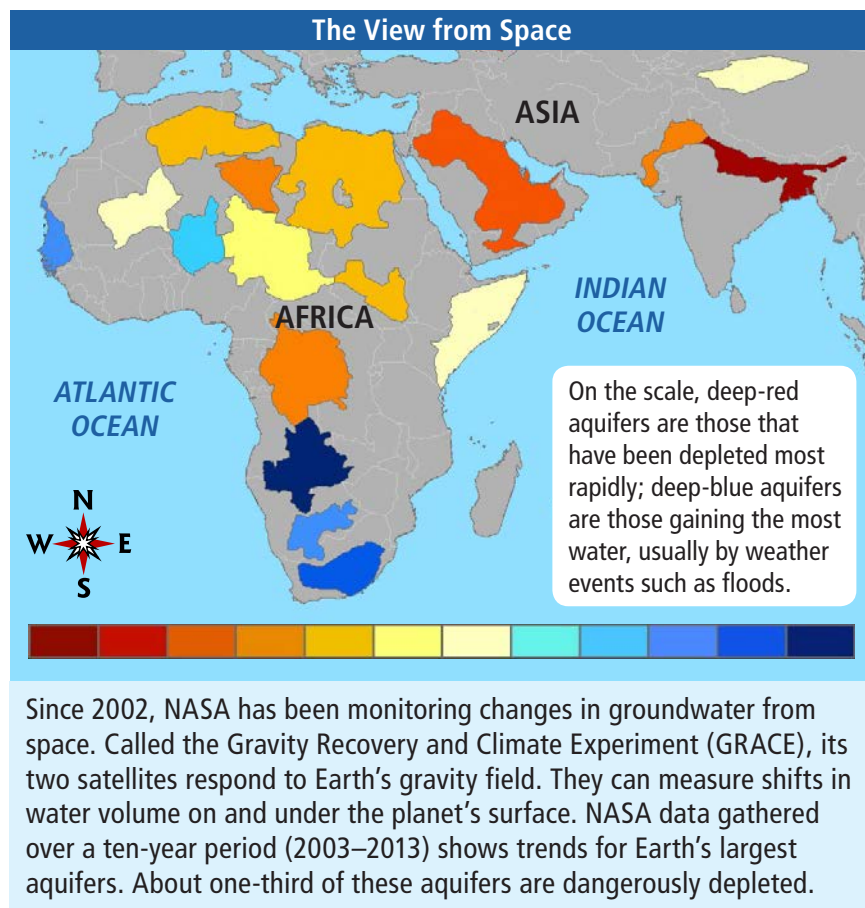 The View from Space
ASIA
AFRICA
INDIAN
OCEAN
ATLANTIC
OCEAN
N
W E
S
On the scale, deep-red
aquifers are those that
have been depleted most
rapidly; deep-blue aquifers
are those gaining the most
water, usually by weather
events such as floods.
Since 2002, NASA has been monitoring changes in groundwater from
space. Called the Gravity Recovery and Climate Experiment (GRACE), its
two satellites respond to Earth’s gravity field. They can measure shifts in
water volume on and under the planet’s surface. NASA data gathered
over a ten-year period (2003–2013) shows trends for Earth’s largest
aquifers. About one-third of these aquifers are dangerously depleted.